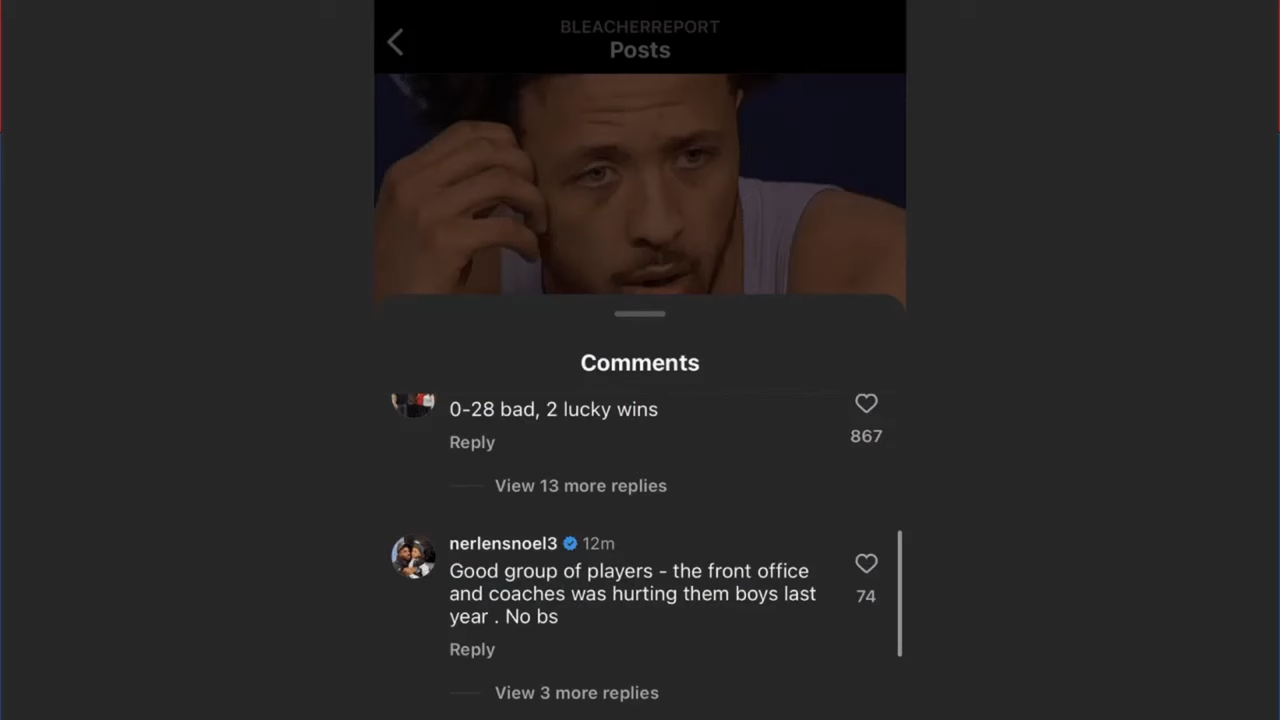 BLEACHERREPORT
Posts
Comments
0-28 bad, 2 lucky wins
867
Reply
View 13 more replies
nerlensnoel3 12m
Good group of players - the front office
and coaches was hurting them boys last
year . No bs
74
Reply
View 3 more replies